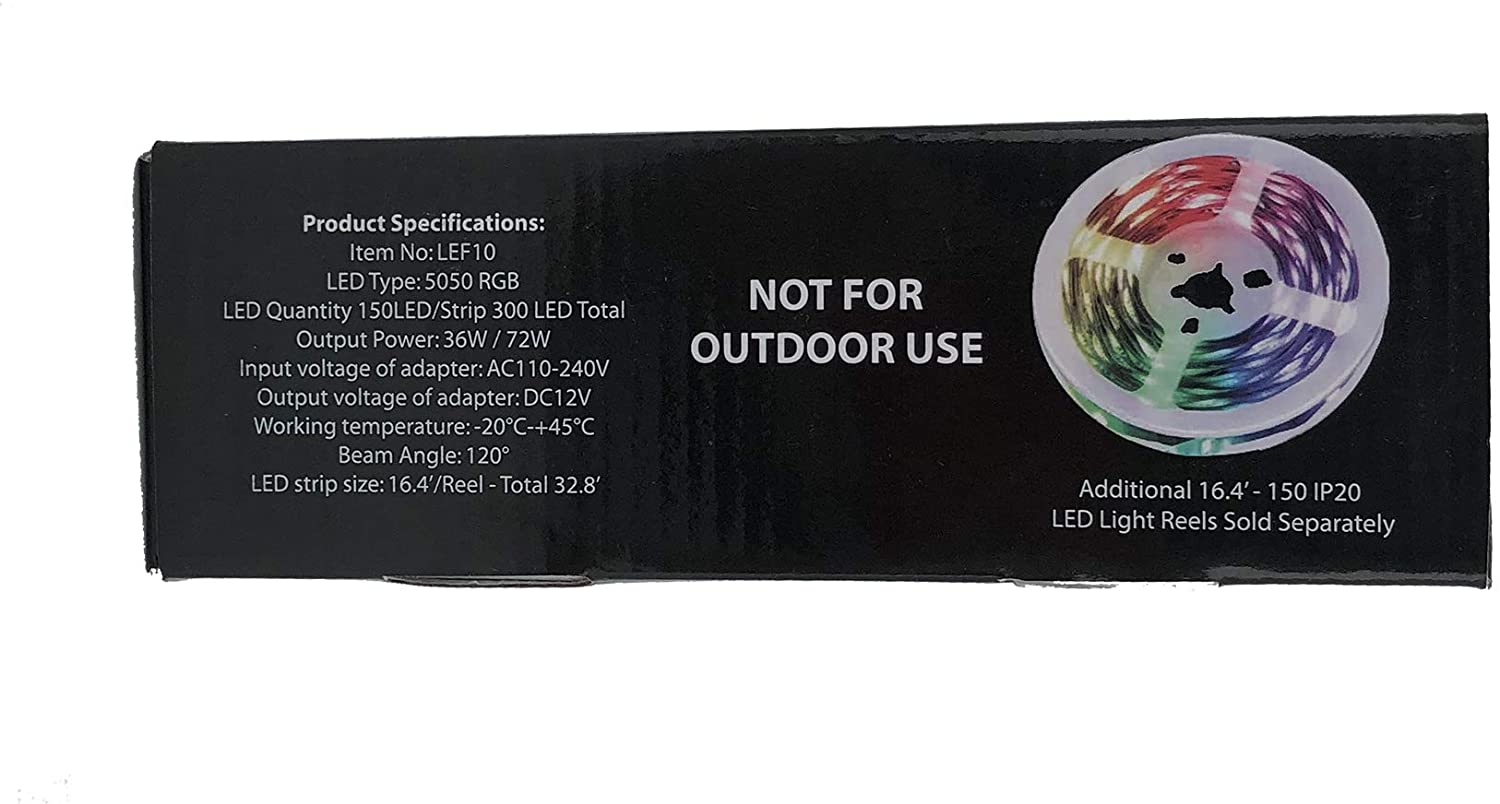 Product Specifications:
Item No: LEF10
LED Type: 5050 RGB
LED Quantity 150LED/Strip 300 LED Total
Output Power: 36W / 72W
Input voltage of adapter: AC110-240V
Output voltage of adapter: DC12V
Working temperature: -20°C-+45°C
Beam Angle: 120°
LED strip size: 16.4’/Reel - Total 32.8’
NOT FOR
OUTDOOR USE
Additional 16.4’ - 150 IP20
LED Light Reels Sold Separately